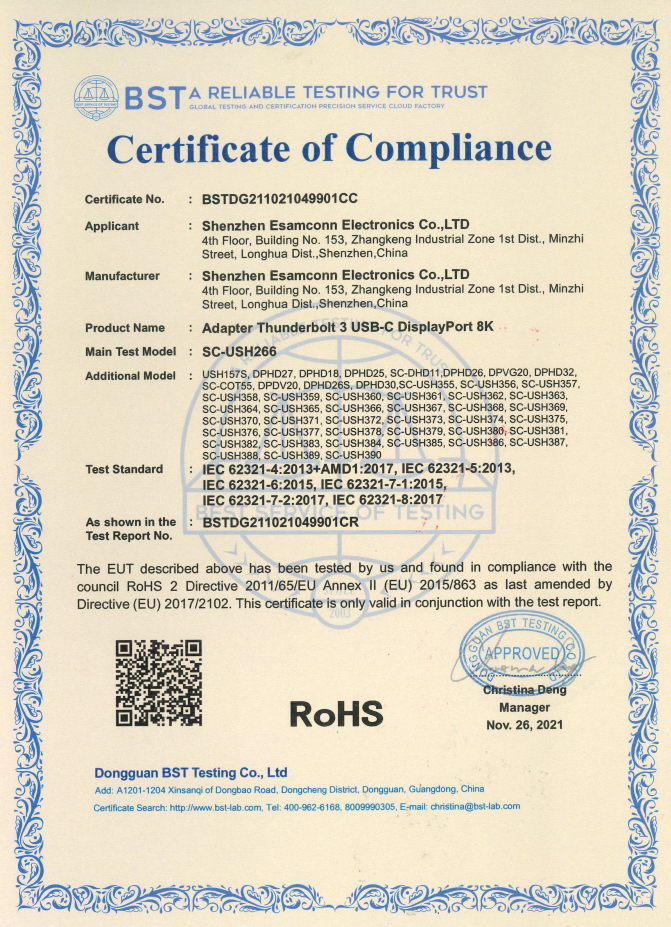 BST A RELIABLE TESTING FOR TRUST
GLOBAL TESTING AND CERTIFICATION PRECISION SERVICE CLOUD FACTORY
Certificate of Compliance
Certificate No. : BSTDG211021049901CC
Applicant : Shenzhen Esamconn Electronics Co.,LTD
4th Floor, Building No. 153, Zhangkeng Industrial Zone 1st Dist., Minzhi
Street, Longhua Dist.,Shenzhen,China
Manufacturer : Shenzhen Esamconn Electronics Co.,LTD
4th Floor, Building No. 153, Zhangkeng Industrial Zone 1st Dist., Minzhi
Street, Longhua Dist.,Shenzhen,China
Product Name : Adapter Thunderbolt 3 USB-C DisplayPort 8K
Main Test Model : SC-USH266
Additional Model : USH157S, DPHD27, DPHD18, DPHD25, SC-DHD11,DPHD26, DPVG20, DPHD32,
SC-COT55, DPDV20, DPHD26S, DPHD30,SC-USH355, SC-USH356, SC-USH357,
SC-USH358, SC-USH359, SC-USH360, SC-USH361, SC-USH362, SC-USH363,
SC-USH364, SC-USH365, SC-USH366, SC-USH367, SC-USH368, SC-USH369,
SC-USH370, SC-USH371, SC-USH372, SC-USH373, SC-USH374, SC-USH375,
SC-USH376, SC-USH377, SC-USH378, SC-USH379, SC-USH380, SC-USH381,
SC-USH382, SC-USH383, SC-USH384, SC-USH385, SC-USH386, SC-USH387,
SC-USH388, SC-USH389, SC-USH390
Test Standard : IEC 62321-4:2013+AMD1:2017, IEC 62321-5:2013,
IEC 62321-6:2015, IEC 62321-7-1:2015,
IEC 62321-7-2:2017, IEC 62321-8:2017
BEST SERVICE OF TESTING
As shown in the : BSTDG211021049901CR
Test Report No.
The EUT described above has been tested by us and found in compliance with the
council RoHS 2 Directive 2011/65/EU Annex II (EU) 2015/863 as last amended by
Directive (EU) 2017/2102. This certificate is only valid in conjunction with the test report.
2003
APPROVED
Christina Deng
Manager
Nov. 26, 2021
RoHS
Dongguan BST Testing Co., Ltd
Add: A1201-1204 Xinsanqi of Dongbao Road, Dongcheng District, Dongguan, Guangdong, China
Certificate Search: http://www.bst-lab.com, Tel: 400-962-6168, 8009990305, E-mail: christina@bst-lab.com